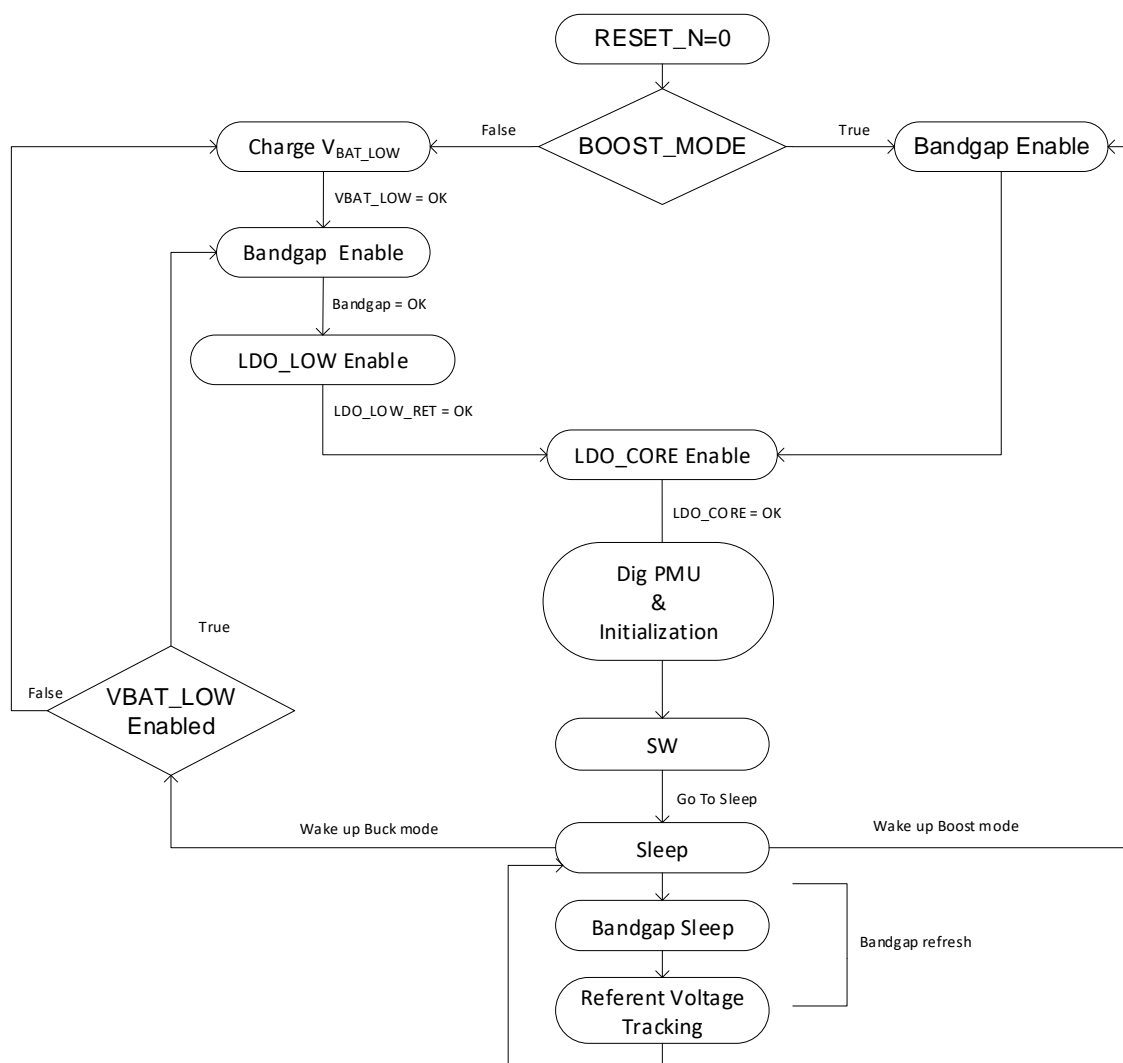 RESET_N=0
False
True
BOOST_MODE
Charge VBAT_LOW
Bandgap Enable
VBAT_LOW = OK
Bandgap Enable
Bandgap = OK
LDO_LOW Enable
LDO_LOW_RET = OK
LDO_CORE Enable
LDO_CORE = OK
Dig PMU
&
Initialization
True
False
VBAT_LOW
Enabled
SW
Go To Sleep
Wake up Buck mode
Wake up Boost mode
Sleep
Bandgap Sleep
Bandgap refresh
Referent Voltage
Tracking